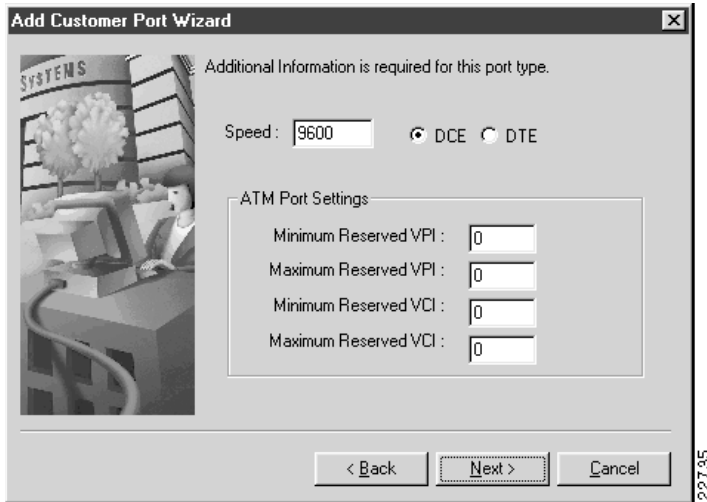 Add Customer Port Wizard
SYSTEMS
Additional Information is required for this port type.
Speed : 9600 DCE DTE
ATM Port Settings
Minimum Reserved VPI : 0
Maximum Reserved VPI : 0
Minimum Reserved VCI : 0
Maximum Reserved VCI : 0
< Back Next > Cancel
22735